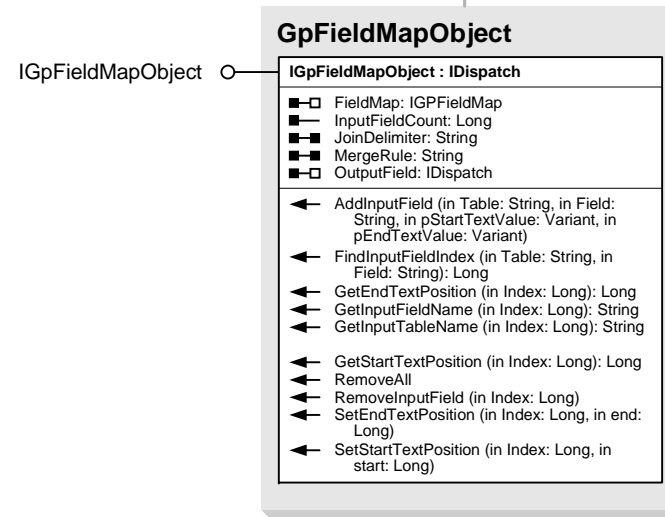 GpFieldMapObject
IGpFieldMapObject
IGpFieldMapObject : IDispatch
FieldMap: IGPFieldMap
InputFieldCount: Long
JoinDelimiter: String
MergeRule: String
OutputField: IDispatch
AddInputField (in Table: String, in Field:
String, in pStartTextValue: Variant, in
pEndTextValue: Variant)
FindInputFieldIndex (in Table: String, in
Field: String): Long
GetEndTextPosition (in Index: Long): Long
GetInputFieldName (in Index: Long): String
GetInputTableName (in Index: Long): String
GetStartTextPosition (in Index: Long): Long
RemoveAll
RemoveInputField (in Index: Long)
SetEndTextPosition (in Index: Long, in end:
Long)
SetStartTextPosition (in Index: Long, in
start: Long)